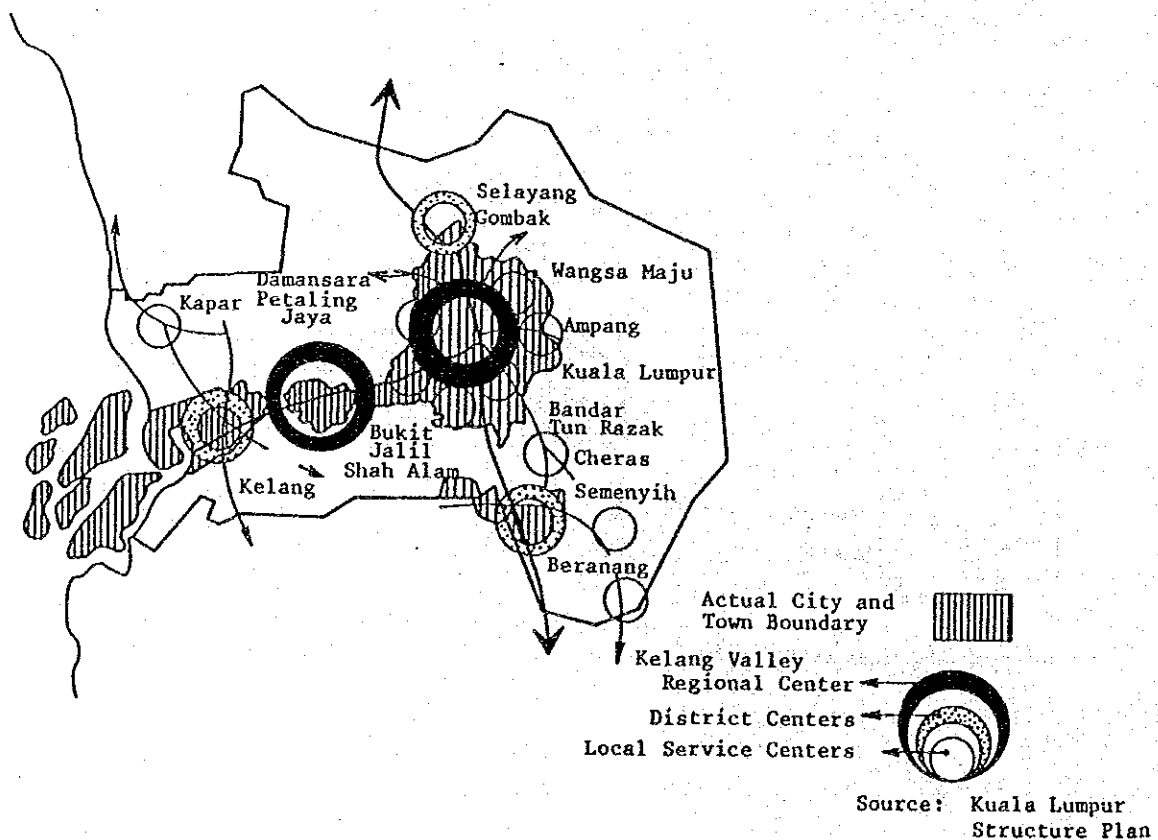 Selayang
Gombak
Wangsa Maju
Damansara
Petaling
Jaya
Kapar
Ampang
Kuala Lumpur
Bandar
Tun Razak
Bukit
Jalil
Shah Alam
Cheras
Kelang
Semenyih
Beranang
Actual City and
Town Boundary
Kelang Valley
Regional Center
District Centers
Local Service Centers
Source: Kuala Lumpur
Structure Plan